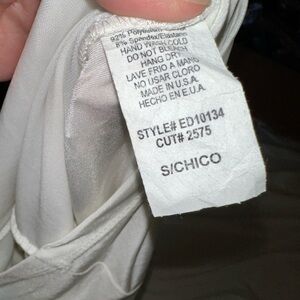 92% Polyester
8% Spandex/Elastano
HAND WASH COLD
DO NOT BLEACH
HANG DRY
LAVE FRIO A MANO
NO USAR CLORO
MADE IN U.S.A.
HECHO EN E.U.A.
STYLE# ED10134
CUT# 2575
S/CHICO